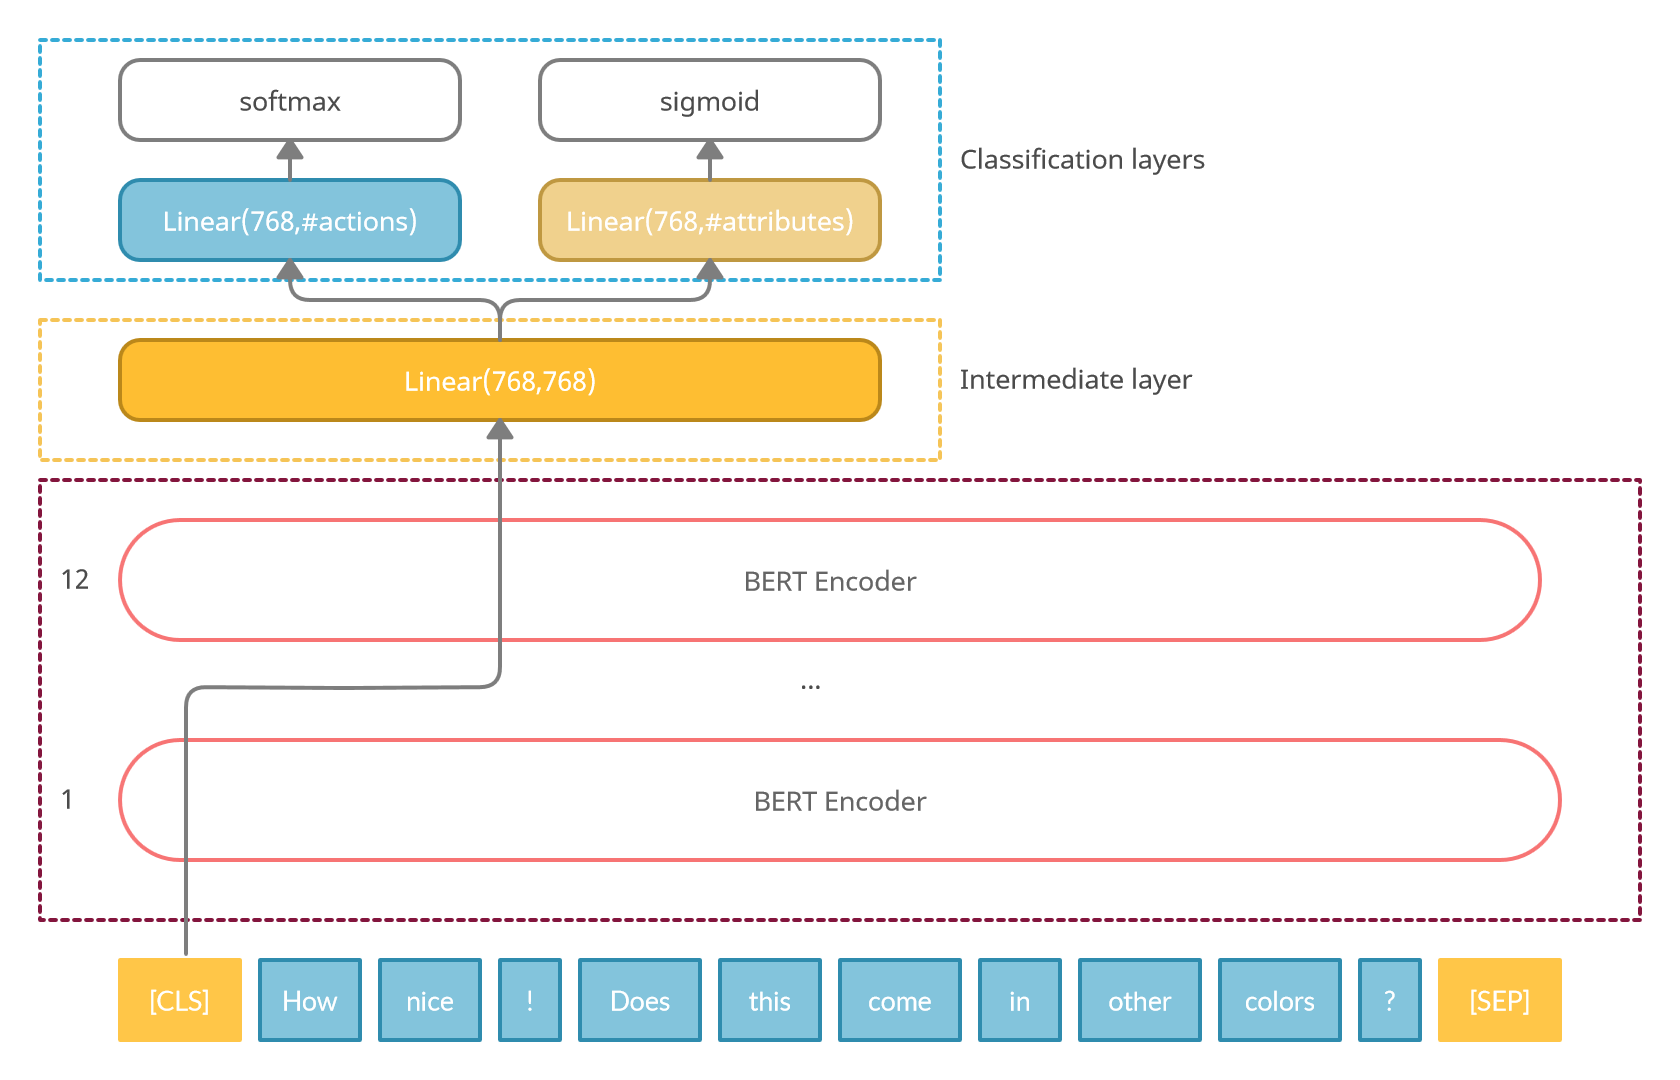 softmax
sigmoid
Classification layers
Linear(768,#actions)
Linear(768,#attributes)
Intermediate layer
Linear(768,768)
12
BERT Encoder
...
1
BERT Encoder
[CLS] How nice ! Does this come in other colors ? [SEP]